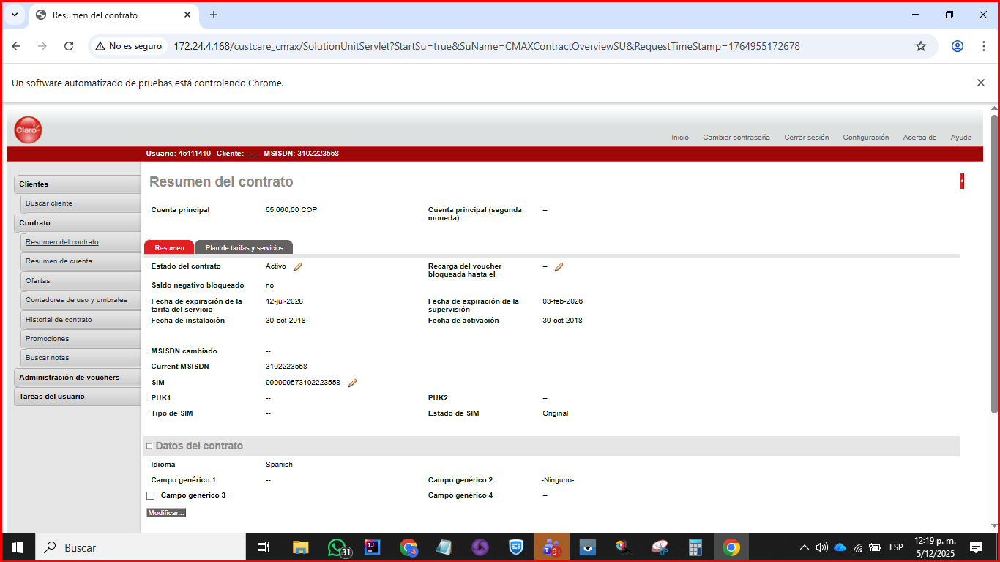 Resumen del contrato
No es seguro
172.24.4.168/custcare_cmax/SolutionUnitServlet?StartSu=true&SuName=CMAXContractOverviewSU&RequestTimeStamp=1764955172678
Un software automatizado de pruebas está controlando Chrome.
Claro
Inicio Cambiar contraseña Cerrar sesión Configuración Acerca de Ayuda
Usuario: 45111410 Cliente: -- -- MSISDN: 3102223558
Clientes
Buscar cliente
Contrato
Resumen del contrato
Resumen de cuenta
Ofertas
Contadores de uso y umbrales
Historial de contrato
Promociones
Buscar notas
Administración de vouchers
Tareas del usuario
Resumen del contrato
Cuenta principal 65.660,00 COP
Cuenta principal (segunda
moneda) --
Resumen Plan de tarifas y servicios
Estado del contrato Activo
Recarga del voucher
bloqueada hasta el --
Saldo negativo bloqueado no
Fecha de expiración de la
tarifa del servicio 12-jul-2028
Fecha de expiración de la
supervisión 03-feb-2026
Fecha de instalación 30-oct-2018
Fecha de activación 30-oct-2018
MSISDN cambiado --
Current MSISDN 3102223558
SIM 999999573102223558
PUK1 -- PUK2 --
Tipo de SIM -- Estado de SIM Original
Datos del contrato
Idioma Spanish
Campo genérico 1 -- Campo genérico 2 -Ninguno-
Campo genérico 3 Campo genérico 4 --
Modificar...
Buscar
31
9+
ESP
12:19 p. m.
5/12/2025